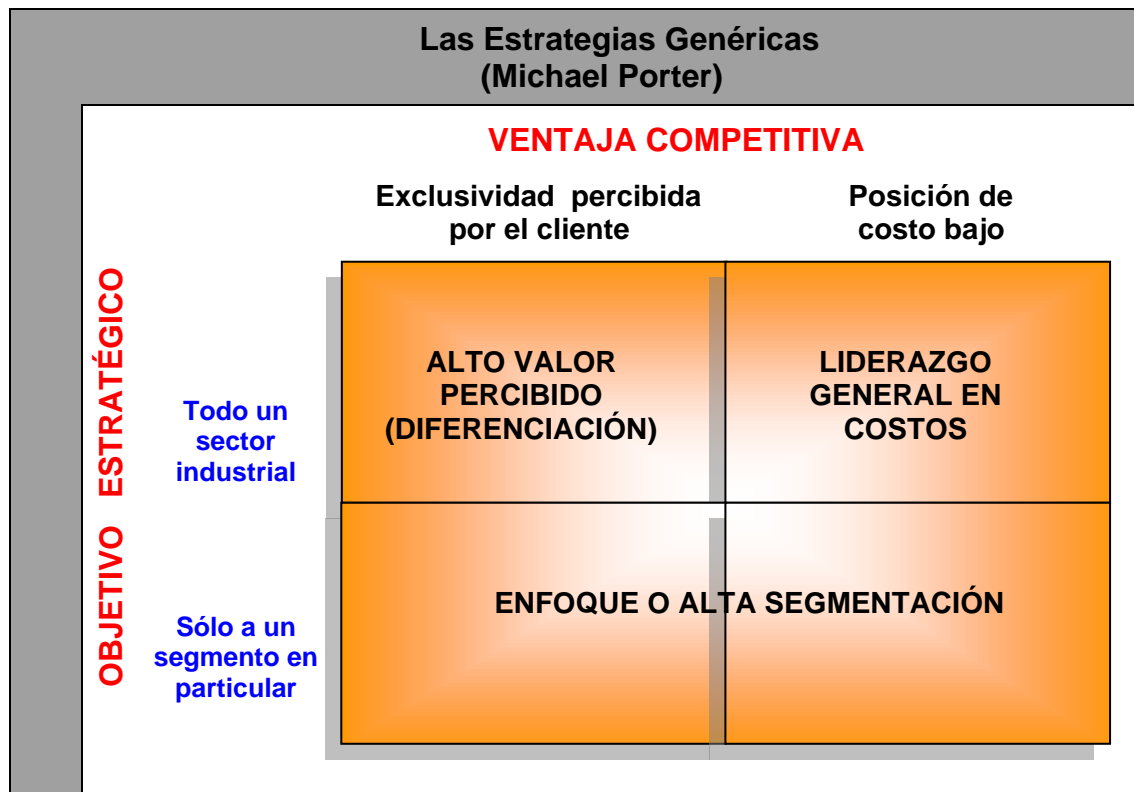 Las Estrategias Genéricas
(Michael Porter)
VENTAJA COMPETITIVA
Exclusividad percibida
por el cliente
Posición de
costo bajo
OBJETIVO ESTRATÉGICO
Todo un
sector
industrial
ALTO VALOR
PERCIBIDO
(DIFERENCIACIÓN)
LIDERAZGO
GENERAL EN
COSTOS
Sólo a un
segmento en
particular
ENFOQUE O ALTA SEGMENTACIÓN